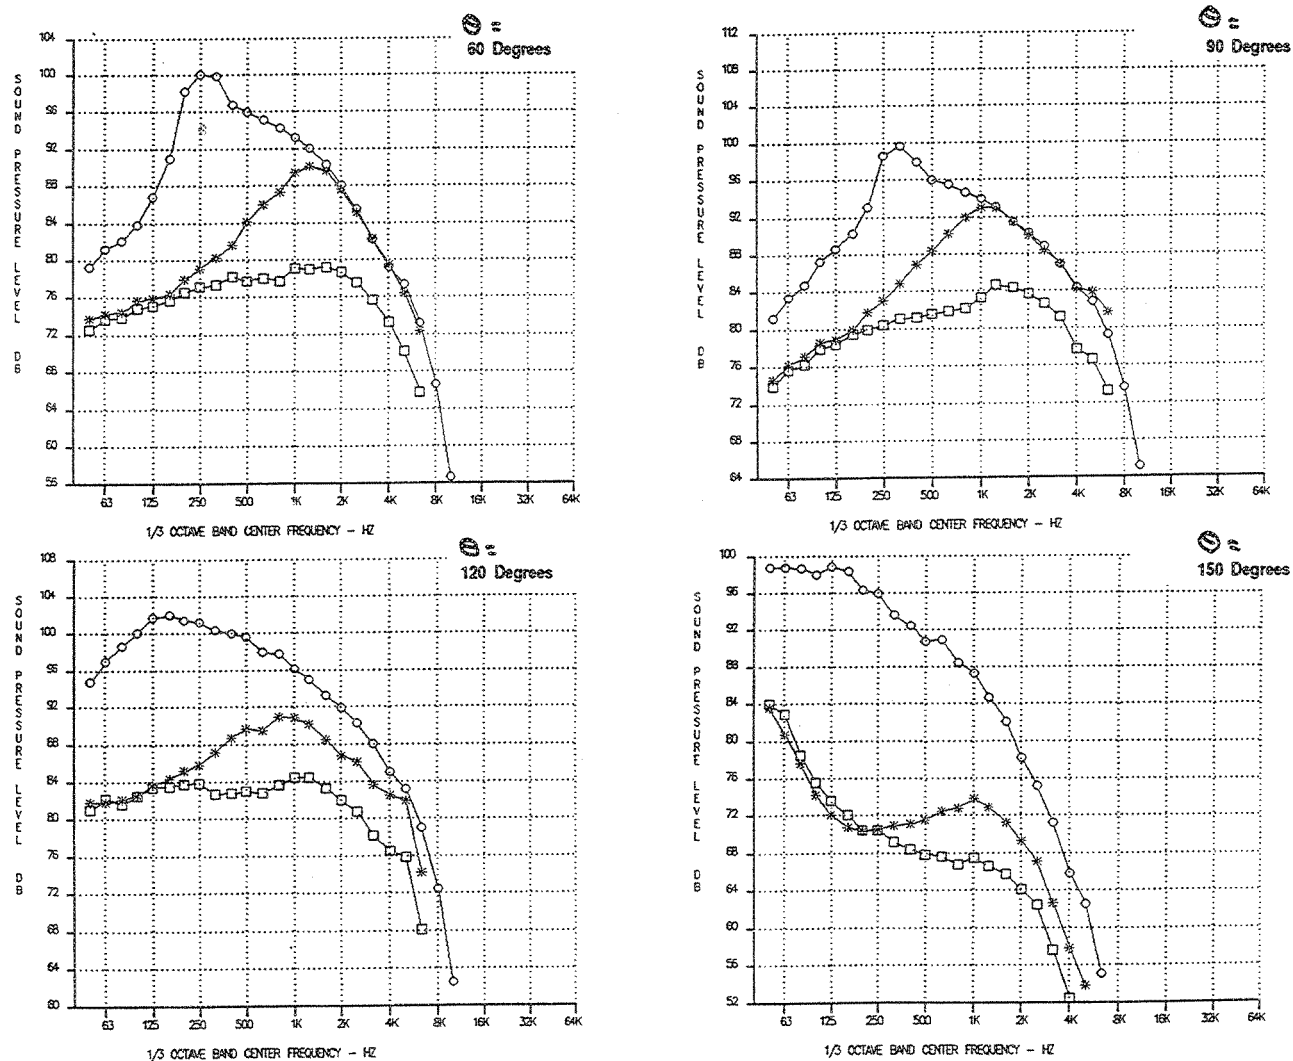 Θ =
60 Degrees
104
100
96
92
88
84
80
76
72
68
64
60
56
SOUND PRESSURE LEVEL DB
63 125 250 500 1K 2K 4K 8K 16K 32K 64K
1/3 OCTAVE BAND CENTER FREQUENCY - HZ
Θ =
90 Degrees
112
108
104
100
96
92
88
84
80
76
72
68
64
SOUND PRESSURE LEVEL DB
63 125 250 500 1K 2K 4K 8K 16K 32K 64K
1/3 OCTAVE BAND CENTER FREQUENCY - HZ
Θ =
120 Degrees
108
104
100
96
92
88
84
80
76
72
68
64
60
SOUND PRESSURE LEVEL DB
63 125 250 500 1K 2K 4K 8K 16K 32K 64K
1/3 OCTAVE BAND CENTER FREQUENCY - HZ
Θ =
150 Degrees
100
96
92
88
84
80
76
72
68
64
60
56
52
SOUND PRESSURE LEVEL DB
63 125 250 500 1K 2K 4K 8K 16K 32K 64K
1/3 OCTAVE BAND CENTER FREQUENCY - HZ